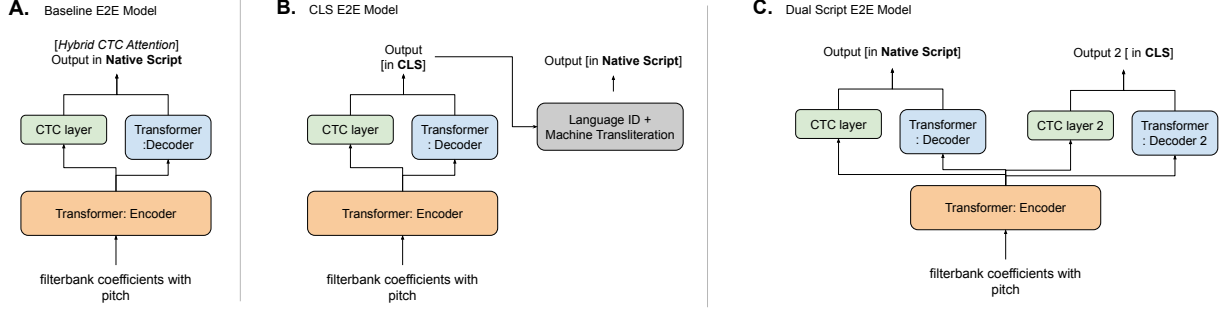 A. Baseline E2E Model
[Hybrid CTC Attention]
Output in Native Script
CTC layer
Transformer
:Decoder
Transformer: Encoder
filterbank coefficients with
pitch
B. CLS E2E Model
Output
[in CLS]
Output [in Native Script]
CTC layer
Transformer
: Decoder
Language ID +
Machine Transliteration
Transformer: Encoder
filterbank coefficients with
pitch
C. Dual Script E2E Model
Output [in Native Script]
Output 2 [ in CLS]
CTC layer
Transformer
: Decoder
CTC layer 2
Transformer
: Decoder 2
Transformer: Encoder
filterbank coefficients with
pitch